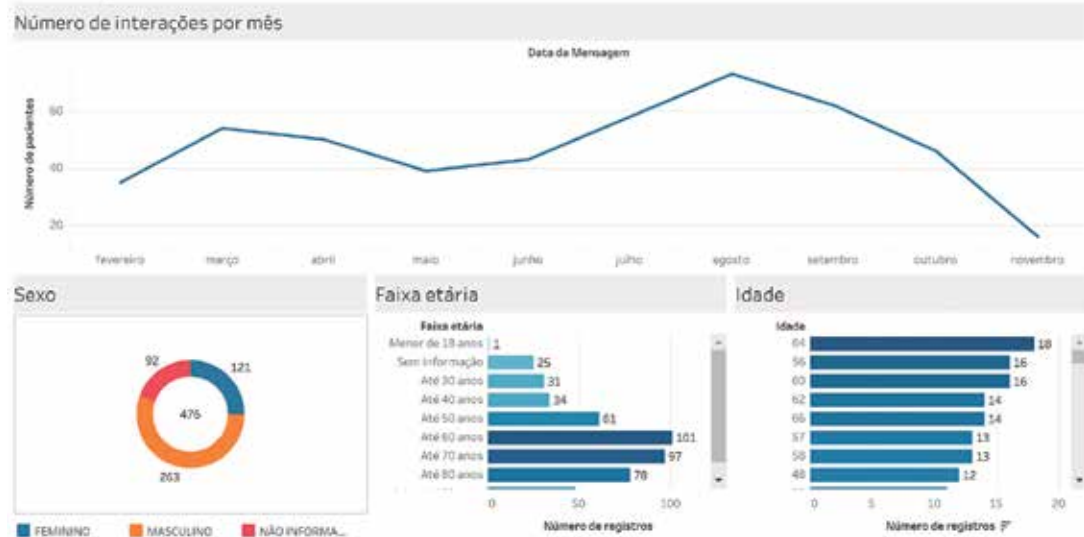 Número de interações por mês
Data da Mensagem
Número de pacientes
60
40
20
fevereiro março abril maio junho julho agosto setembro outubro novembro
Sexo
92
121
476
263
FEMININO MASCULINO NÃO INFORMA...
Faixa etária
Faixa etária
Menor de 18 anos 1
Sem informação 25
Até 30 anos 31
Até 40 anos 34
Até 50 anos 61
Até 60 anos 101
Até 70 anos 97
Até 80 anos 78
0 50 100
Número de registros
Idade
Idade
64 18
56 16
60 16
62 14
66 14
57 13
58 13
48 12
0 5 10 15 20
Número de registros